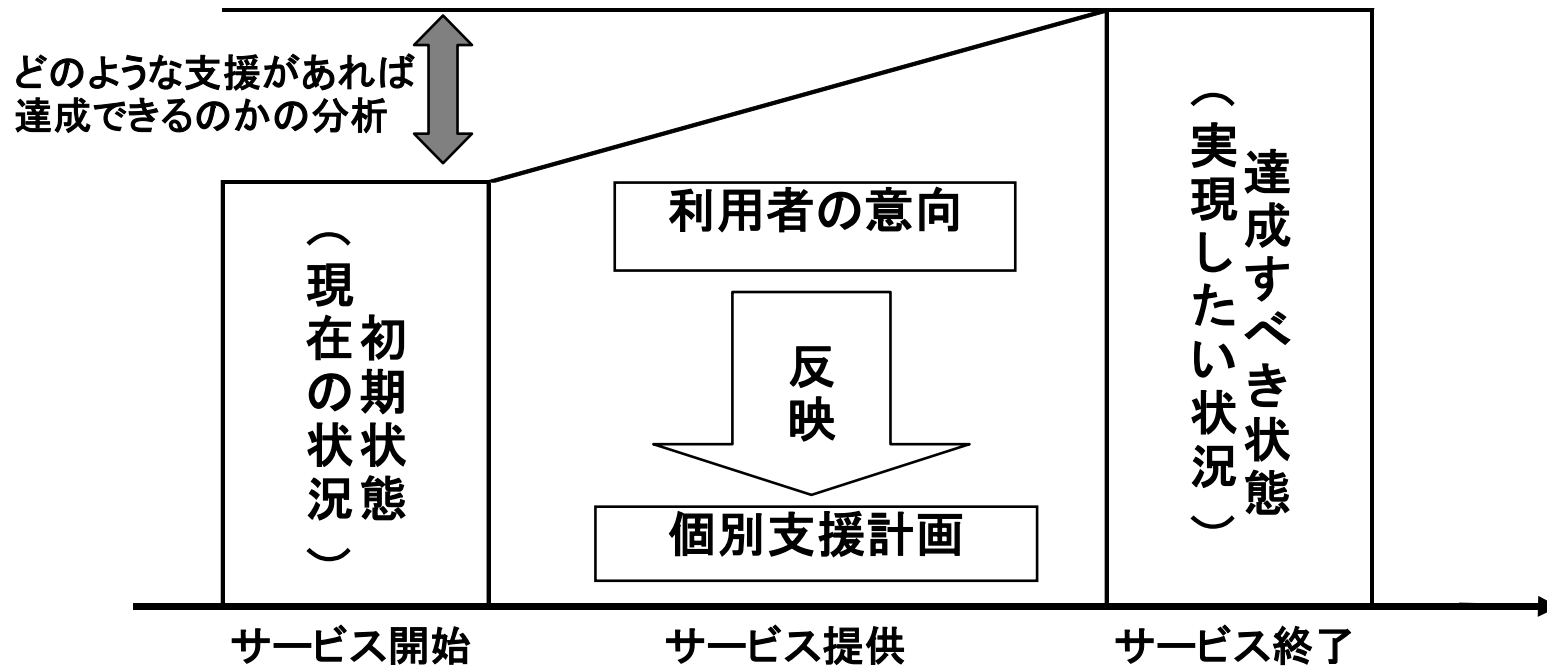 どのような支援があれば
達成できるのかの分析
初期状態
（現在の状況）
利用者の意向
反映
個別支援計画
達成すべき状態
（実現したい状況）
サービス開始
サービス提供
サービス終了